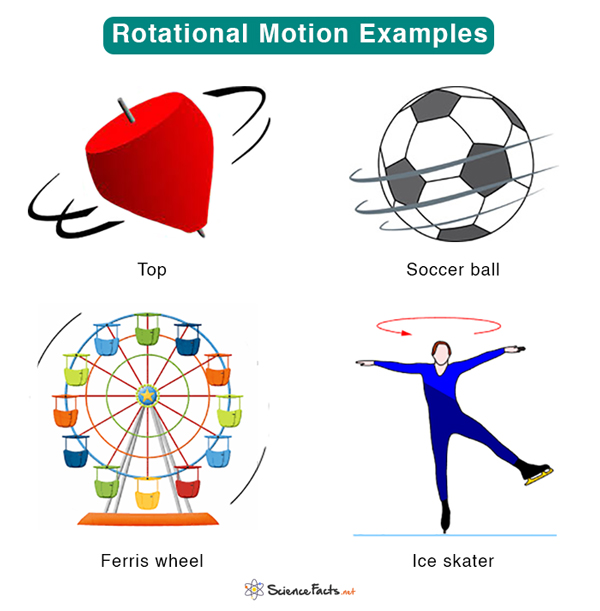 Rotational Motion Examples
Top
Soccer ball
Ferris wheel
Ice skater
ScienceFacts.net